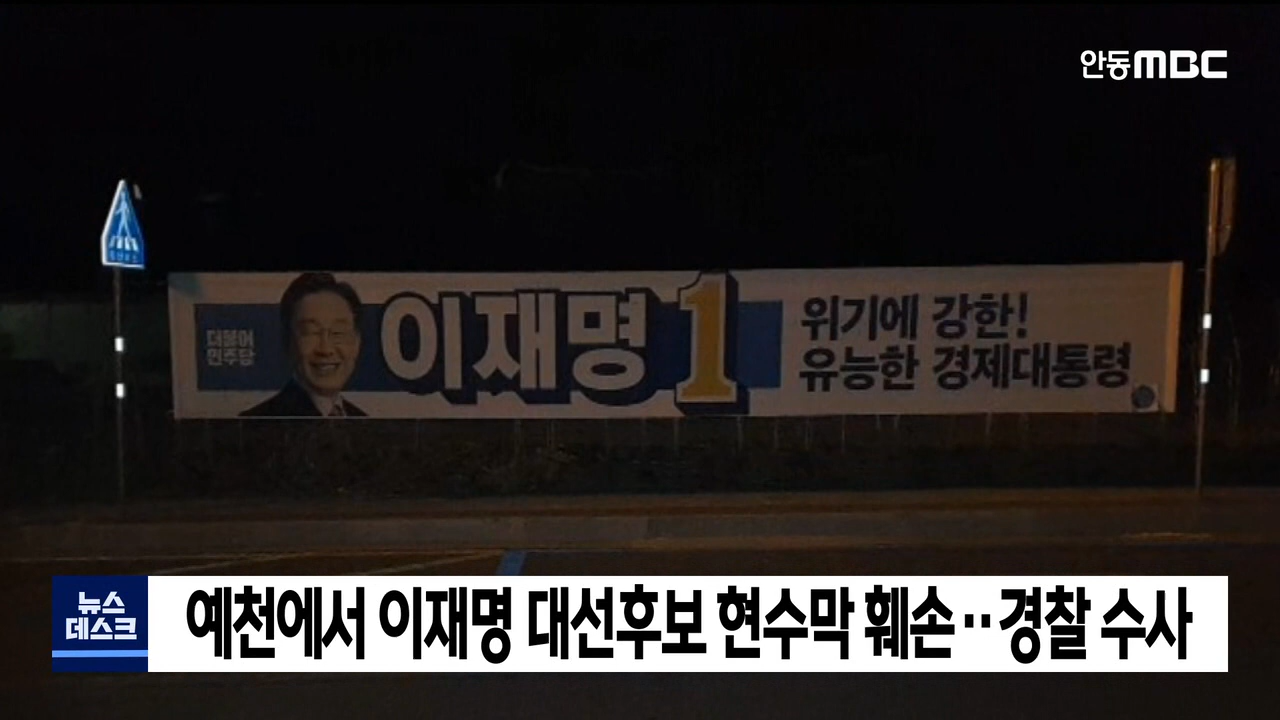 안동MBC
더불어
민주당
이재명 1
위기에 강한!
유능한 경제대통령
뉴스
데스크
예천에서 이재명 대선후보 현수막 훼손‥경찰 수사